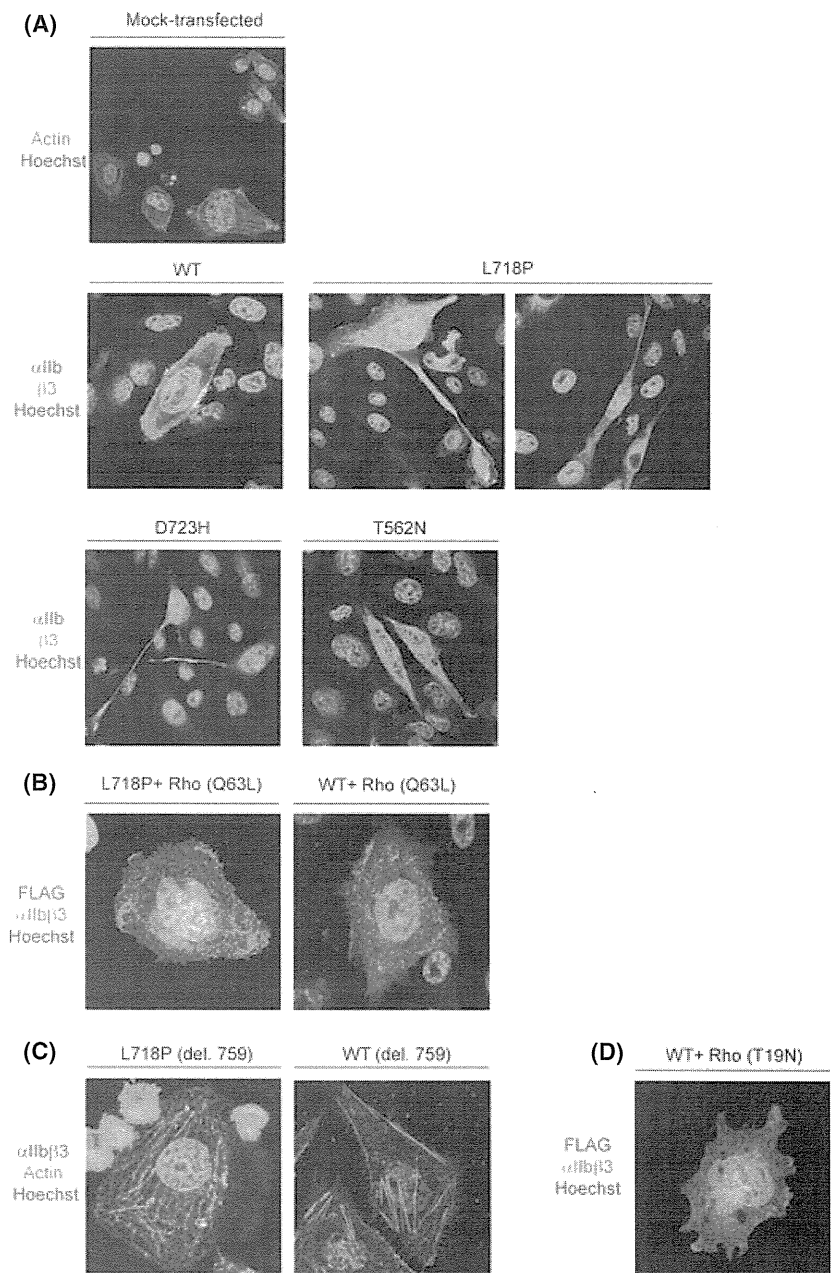 (A)
Mock-transfected
Actin
Hoechst
WT
L718P
αIIb
β3
Hoechst
D723H
T562N
αIIb
β3
Hoechst
(B)
L718P+ Rho (Q63L)
WT+ Rho (Q63L)
FLAG
αIIbβ3
Hoechst
(C)
L718P (del. 759)
WT (del. 759)
αIIbβ3
Actin
Hoechst
(D)
WT+ Rho (T19N)
FLAG
αIIbβ3
Hoechst